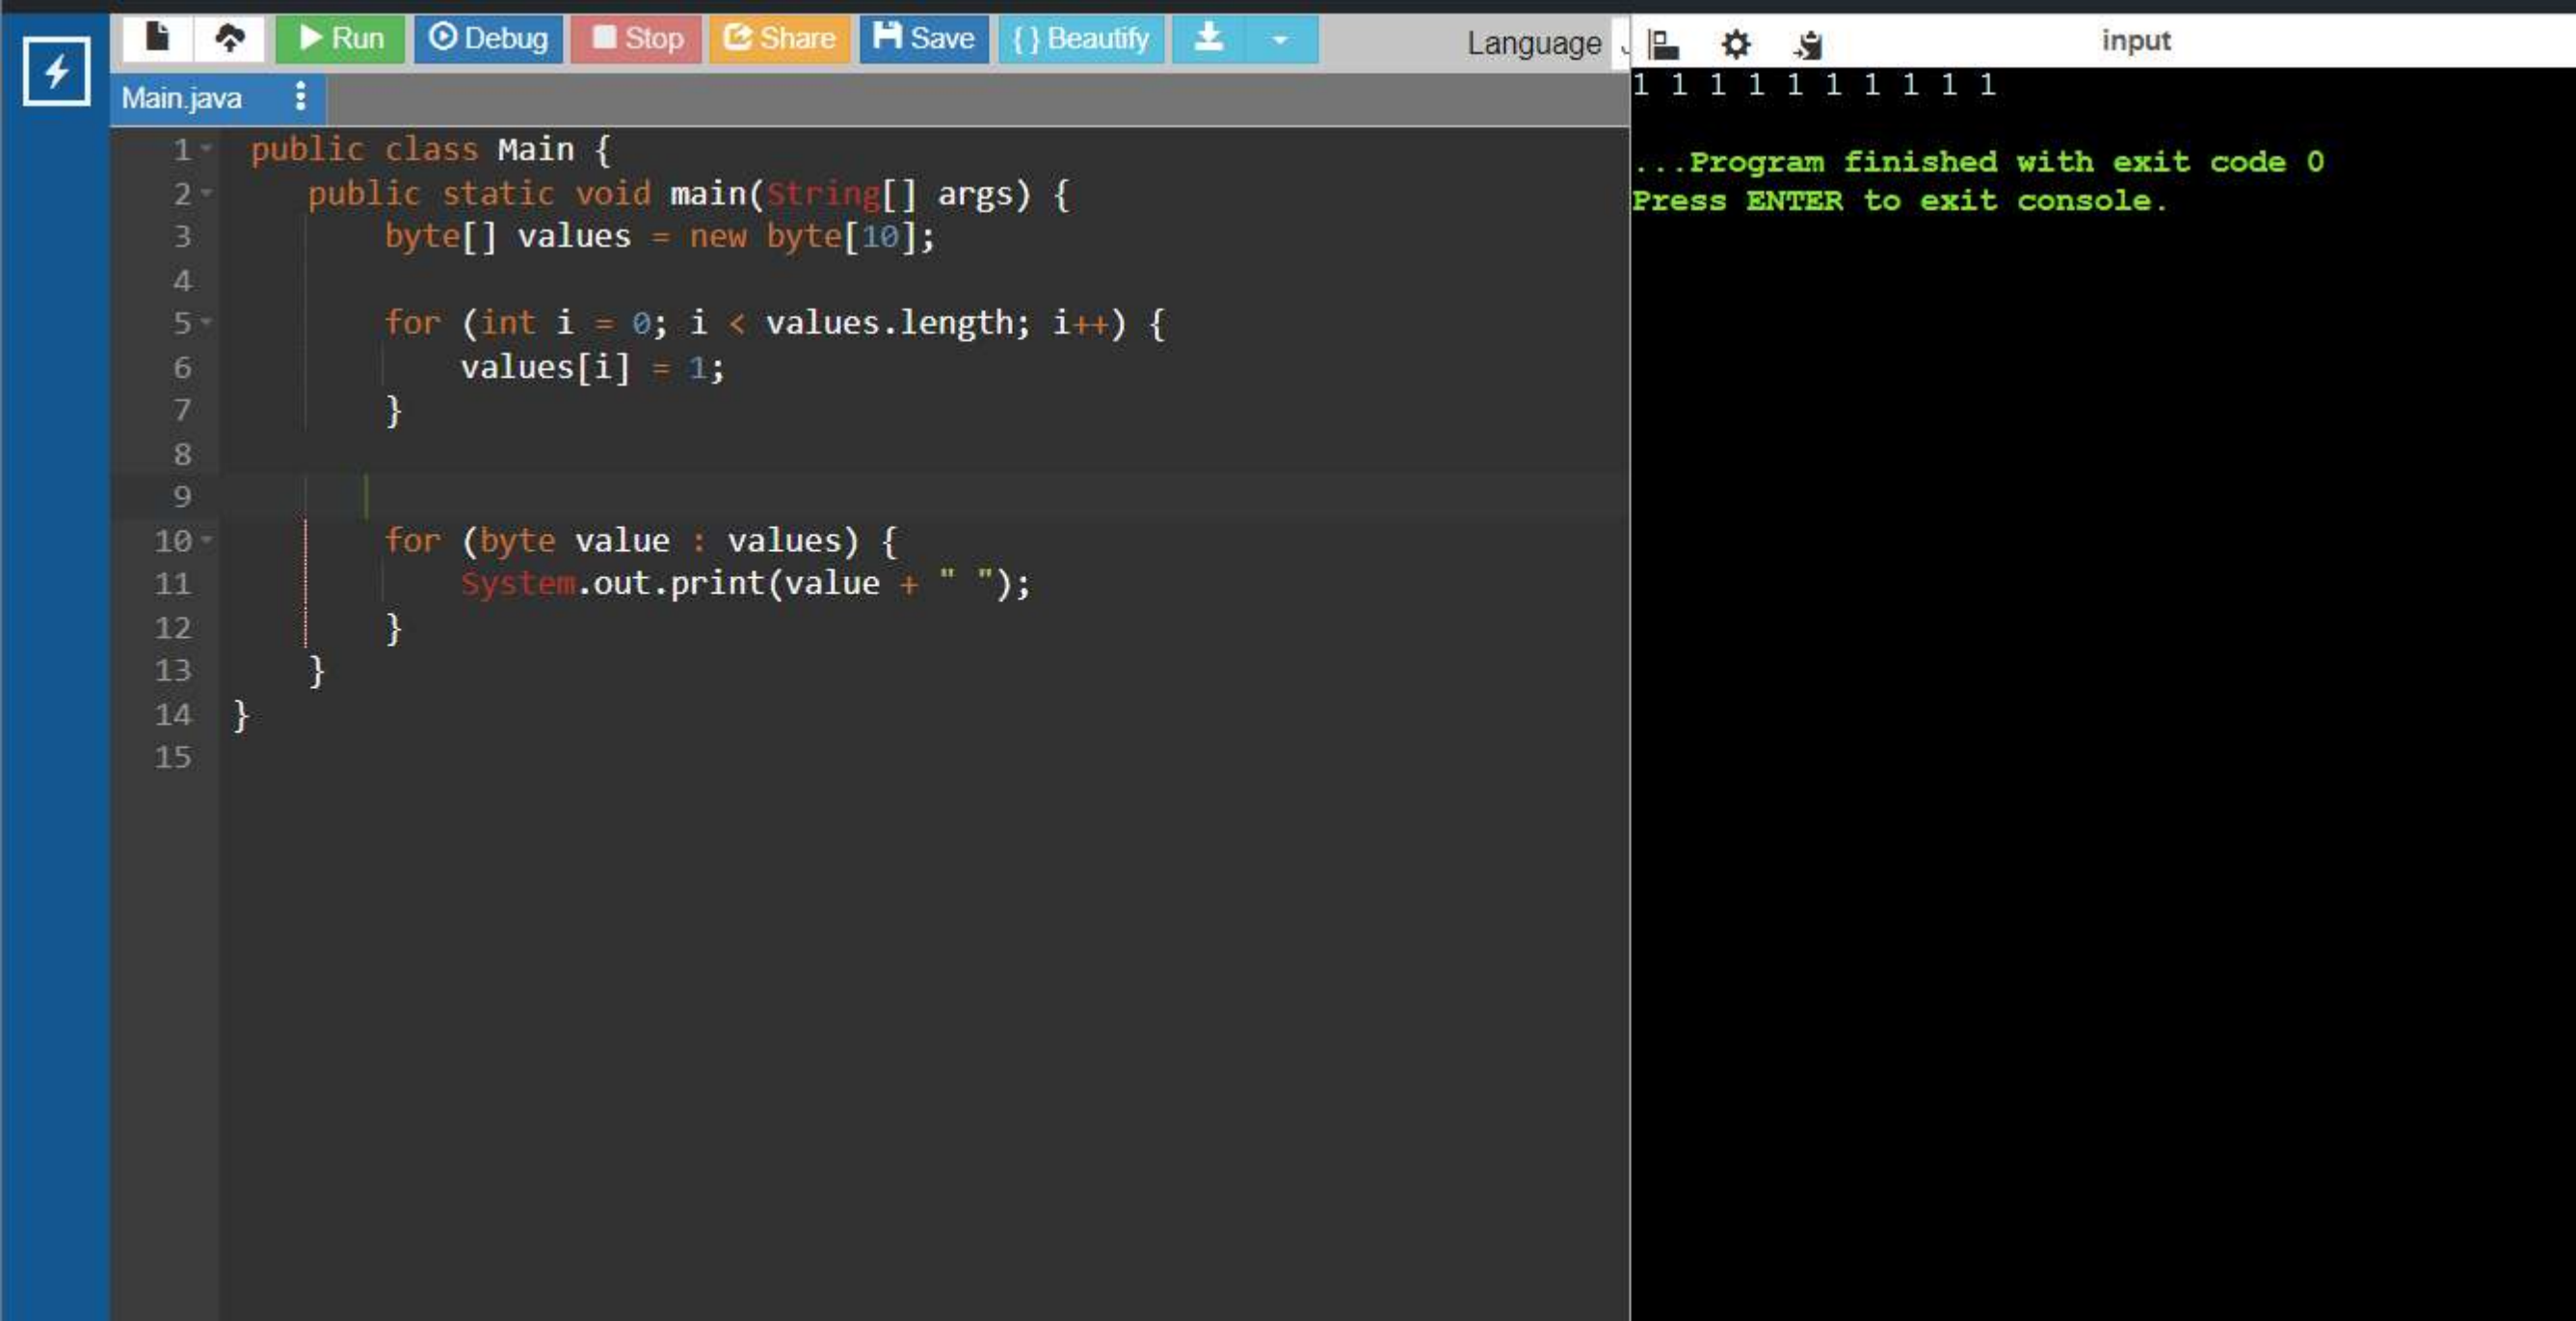 Run Debug Stop Share Save { } Beautify Language
Main.java
1 public class Main {
2 public static void main(String[] args) {
3 byte[] values = new byte[10];
4
5 for (int i = 0; i < values.length; i++) {
6 values[i] = 1;
7 }
8
9
10 for (byte value : values) {
11 System.out.print(value + " ");
12 }
13 }
14 }
15
input
1 1 1 1 1 1 1 1 1 1
...Program finished with exit code 0
Press ENTER to exit console.